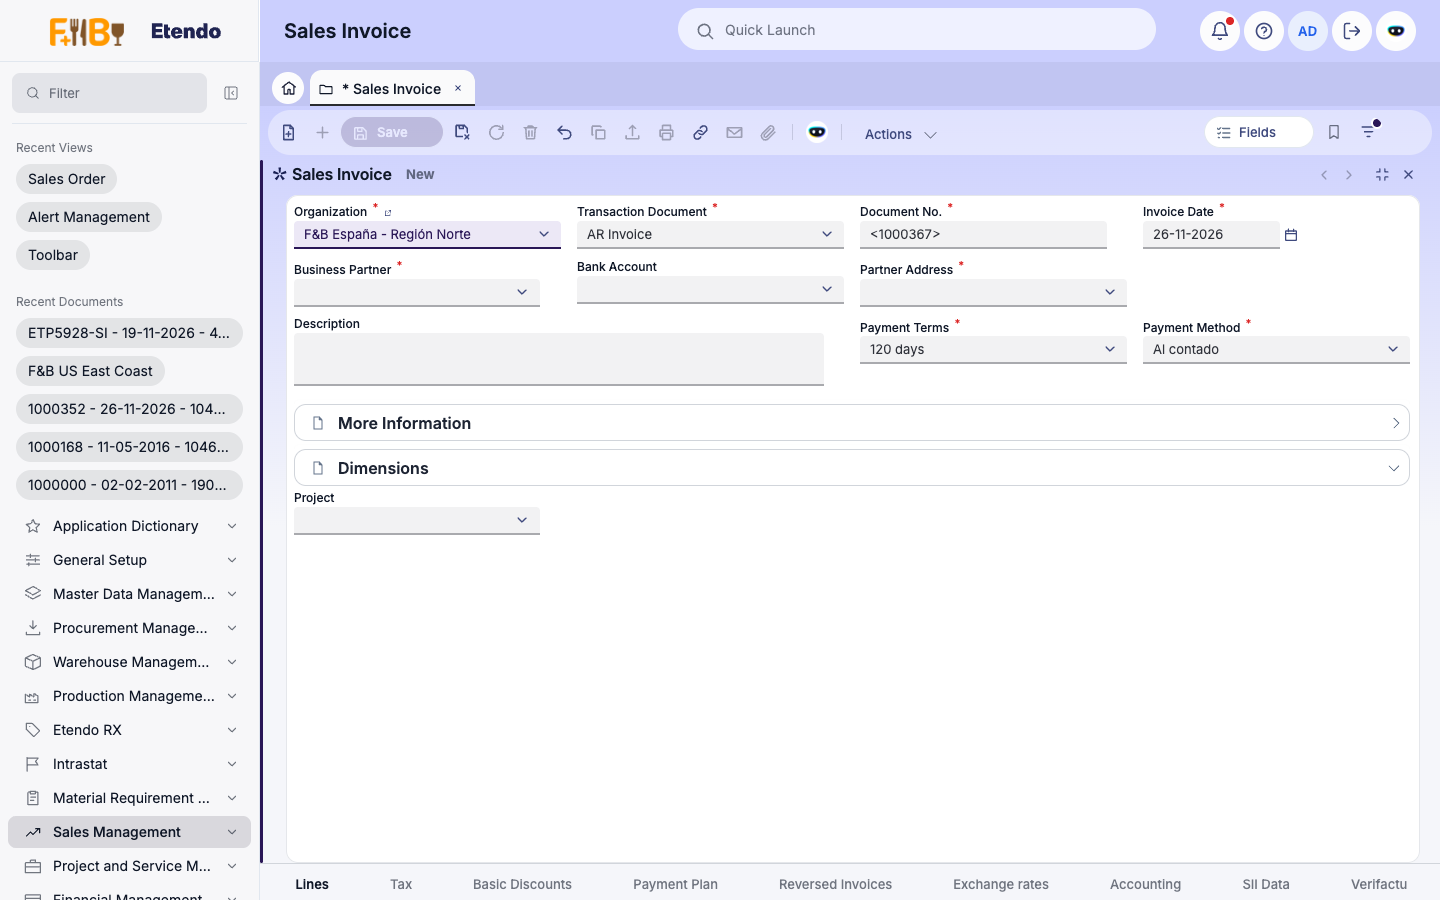 F&B
Etendo
Sales Invoice
Quick Launch
AD
Filter
* Sales Invoice
Save
Actions
Fields
Recent Views
Sales Order
Alert Management
Toolbar
Recent Documents
ETP5928-SI - 19-11-2026 - 4...
F&B US East Coast
1000352 - 26-11-2026 - 104...
1000168 - 11-05-2016 - 1046...
1000000 - 02-02-2011 - 190...
Application Dictionary
General Setup
Master Data Managem...
Procurement Manage...
Warehouse Managem...
Production Manageme...
Etendo RX
Intrastat
Material Requirement ...
Sales Management
Project and Service M...
Financial Management
Sales Invoice New
Organization * Transaction Document * Document No. * Invoice Date *
F&B España - Región Norte AR Invoice <1000367> 26-11-2026
Business Partner * Bank Account Partner Address *
Description Payment Terms * Payment Method *
120 days Al contado
More Information
Dimensions
Project
Lines Tax Basic Discounts Payment Plan Reversed Invoices Exchange rates Accounting SII Data Verifactu